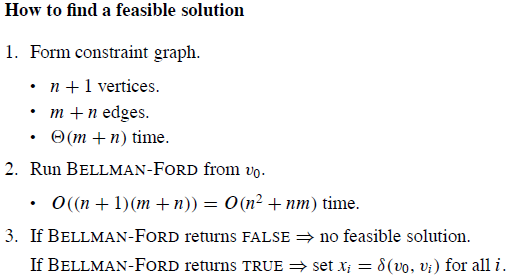 How to find a feasible solution
1. Form constraint graph.
• n + 1 vertices.
• m + n edges.
• Θ(m + n) time.
2. Run BELLMAN-FORD from v₀.
• O((n + 1)(m + n)) = O(n² + nm) time.
3. If BELLMAN-FORD returns FALSE ⇒ no feasible solution.
If BELLMAN-FORD returns TRUE ⇒ set xᵢ = δ(v₀, vᵢ) for all i.